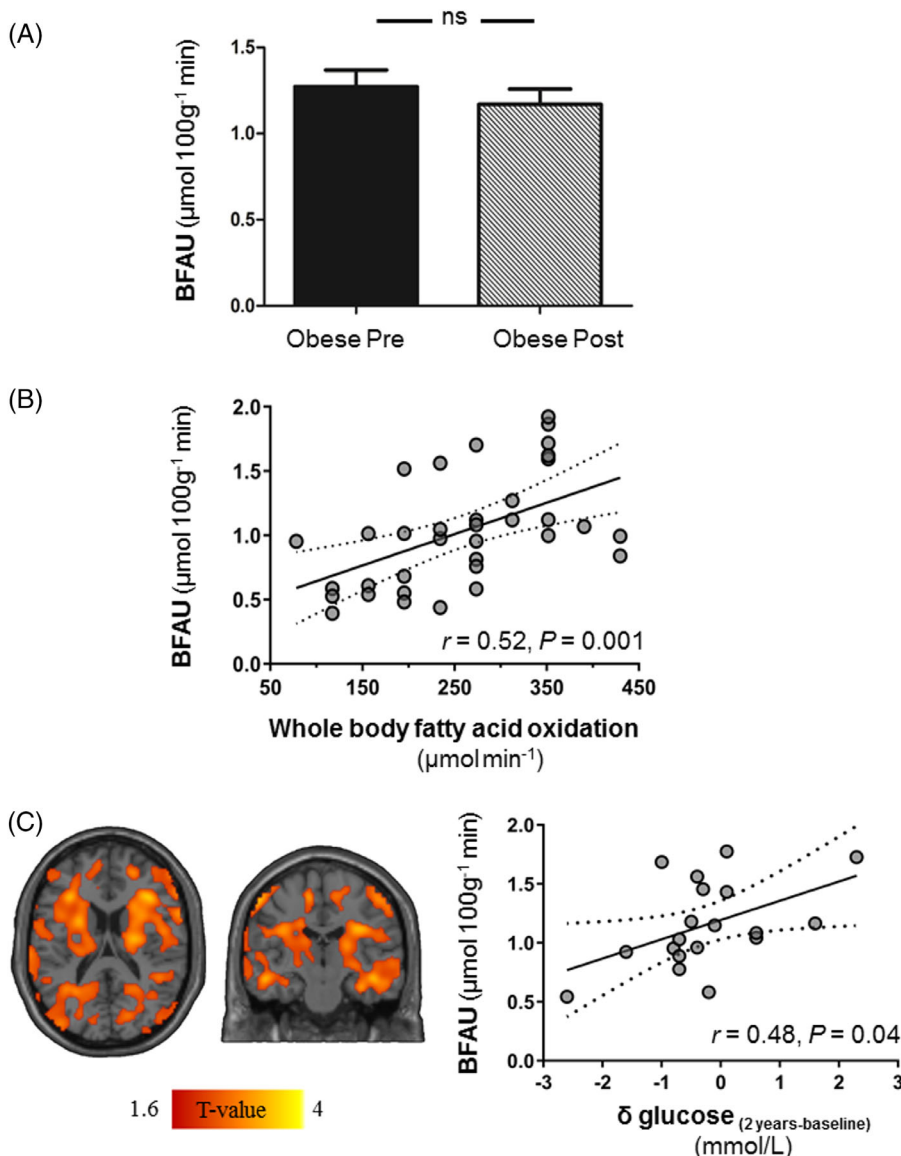 (A)
ns
BFAU (µmol 100g⁻¹ min)
1.5
1.0
0.5
0.0
Obese Pre Obese Post
(B)
BFAU (µmol 100g⁻¹ min)
2.0
1.5
1.0
0.5
0.0
r = 0.52, P = 0.001
50 150 250 350 450
Whole body fatty acid oxidation
(µmol min⁻¹)
(C)
1.6 T-value 4
BFAU (µmol 100g⁻¹ min)
2.0
1.5
1.0
0.5
0.0
r = 0.48, P = 0.04
-3 -2 -1 0 1 2 3
δ glucose (2 years-baseline)
(mmol/L)